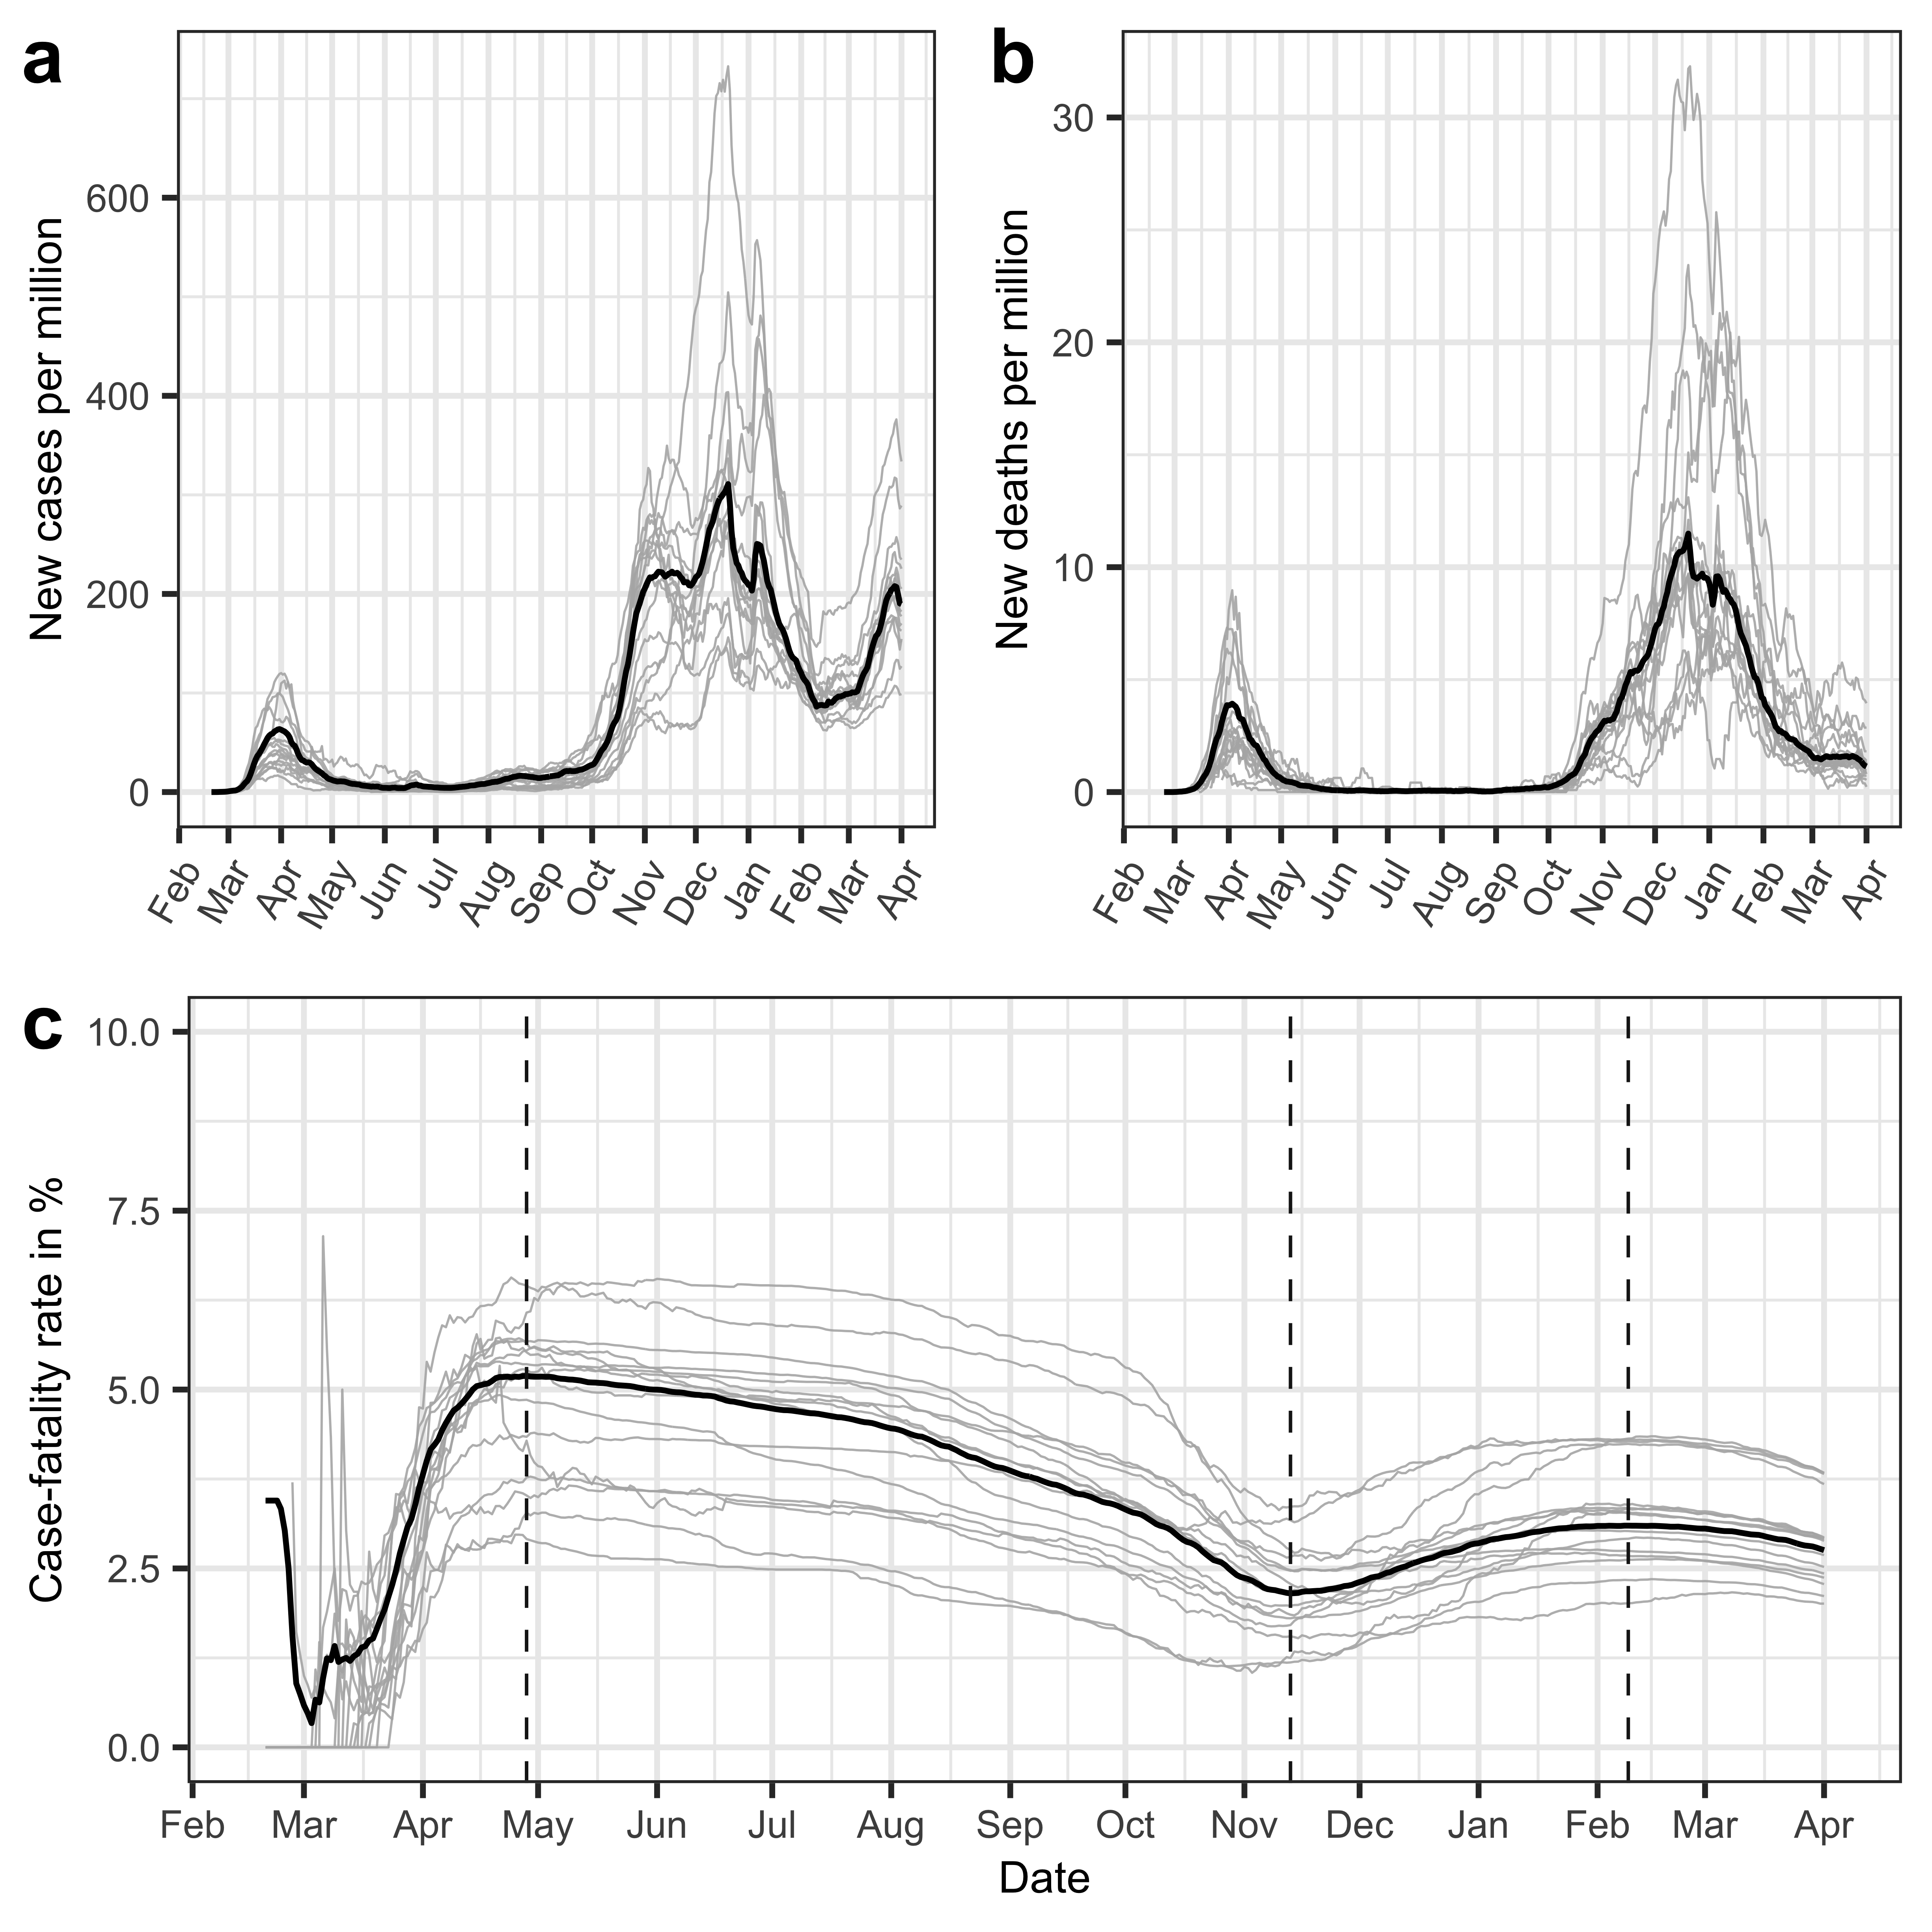 a
New cases per million
600
400
200
0
Feb Mar Apr May Jun Jul Aug Sep Oct Nov Dec Jan Feb Mar Apr
b
New deaths per million
30
20
10
0
Feb Mar Apr May Jun Jul Aug Sep Oct Nov Dec Jan Feb Mar Apr
c
Case-fatality rate in %
10.0
7.5
5.0
2.5
0.0
Feb Mar Apr May Jun Jul Aug Sep Oct Nov Dec Jan Feb Mar Apr
Date